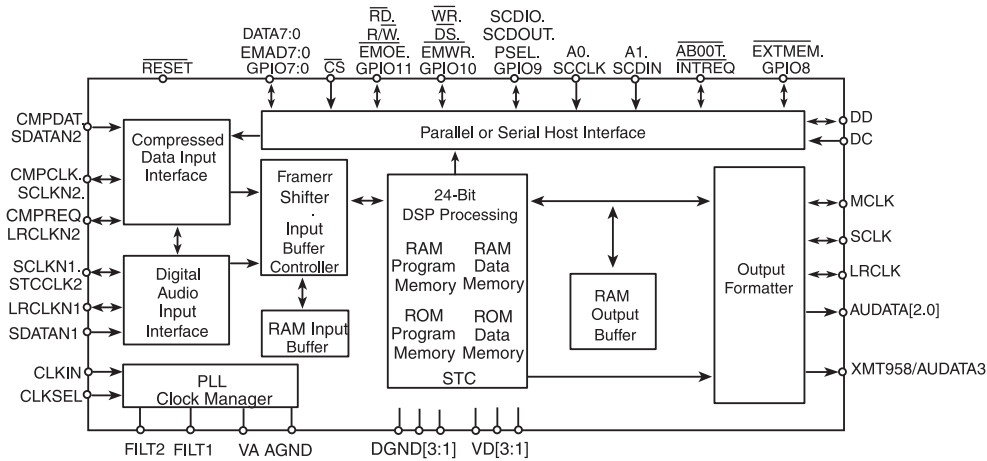 DATA7:0
EMAD7:0
GPIO7:0
RESET
CS
RD.
R/W.
EMOE.
GPIO11
WR.
DS.
EMWR.
GPIO10
SCDIO.
SCDOUT.
PSEL.
GPIO9
A0.
SCCLK
A1.
SCDIN
AB00T.
INTREQ
EXTMEM.
GPIO8
CMPDAT.
SDATAN2
CMPCLK.
SCLKN2.
CMPREQ
LRCLKN2
SCLKN1.
STCCLK2
LRCLKN1
SDATAN1
CLKIN
CLKSEL
Compressed
Data Input
Interface
Digital
Audio
Input
Interface
PLL
Clock Manager
Parallel or Serial Host Interface
Framerr
Shifter
.
Input
Buffer
Controller
RAM Input
Buffer
24-Bit
DSP Processing
RAM
Program
Memory
RAM
Data
Memory
ROM
Program
Memory
ROM
Data
Memory
STC
RAM
Output
Buffer
Output
Formatter
DD
DC
MCLK
SCLK
LRCLK
AUDATA[2.0]
XMT958/AUDATA3
FILT2
FILT1
VA
AGND
DGND[3:1]
VD[3:1]